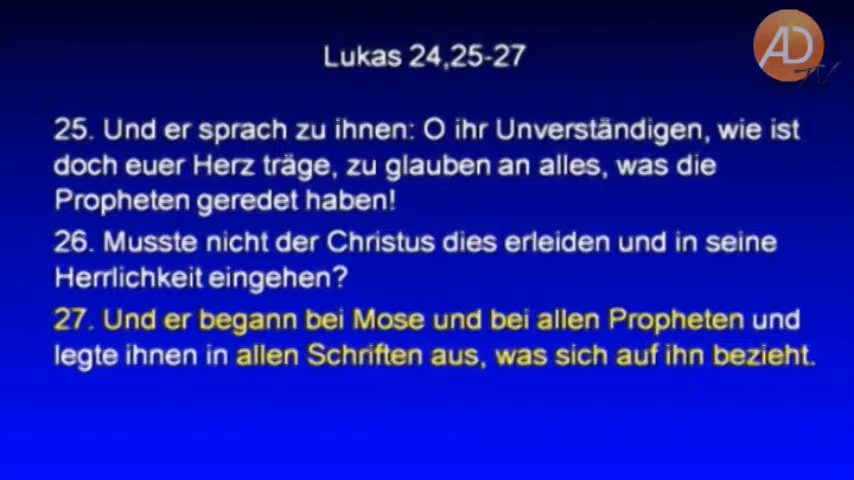 AD
TV
Lukas 24,25-27
25. Und er sprach zu ihnen: O ihr Unverständigen, wie ist
doch euer Herz träge, zu glauben an alles, was die
Propheten geredet haben!
26. Musste nicht der Christus dies erleiden und in seine
Herrlichkeit eingehen?
27. Und er begann bei Mose und bei allen Propheten und
legte ihnen in allen Schriften aus, was sich auf ihn bezieht.